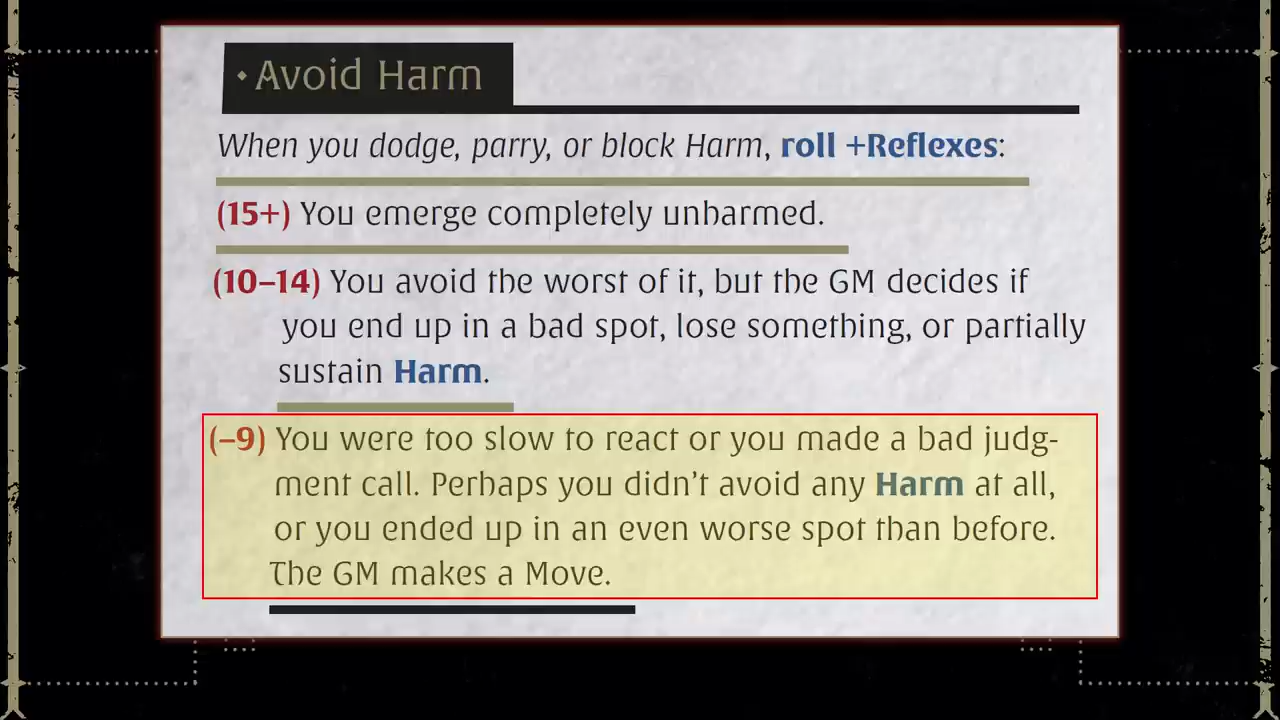 • Avoid Harm
When you dodge, parry, or block Harm, roll +Reflexes:
(15+) You emerge completely unharmed.
(10–14) You avoid the worst of it, but the GM decides if
you end up in a bad spot, lose something, or partially
sustain Harm.
(–9) You were too slow to react or you made a bad judg-
ment call. Perhaps you didn't avoid any Harm at all,
or you ended up in an even worse spot than before.
The GM makes a Move.